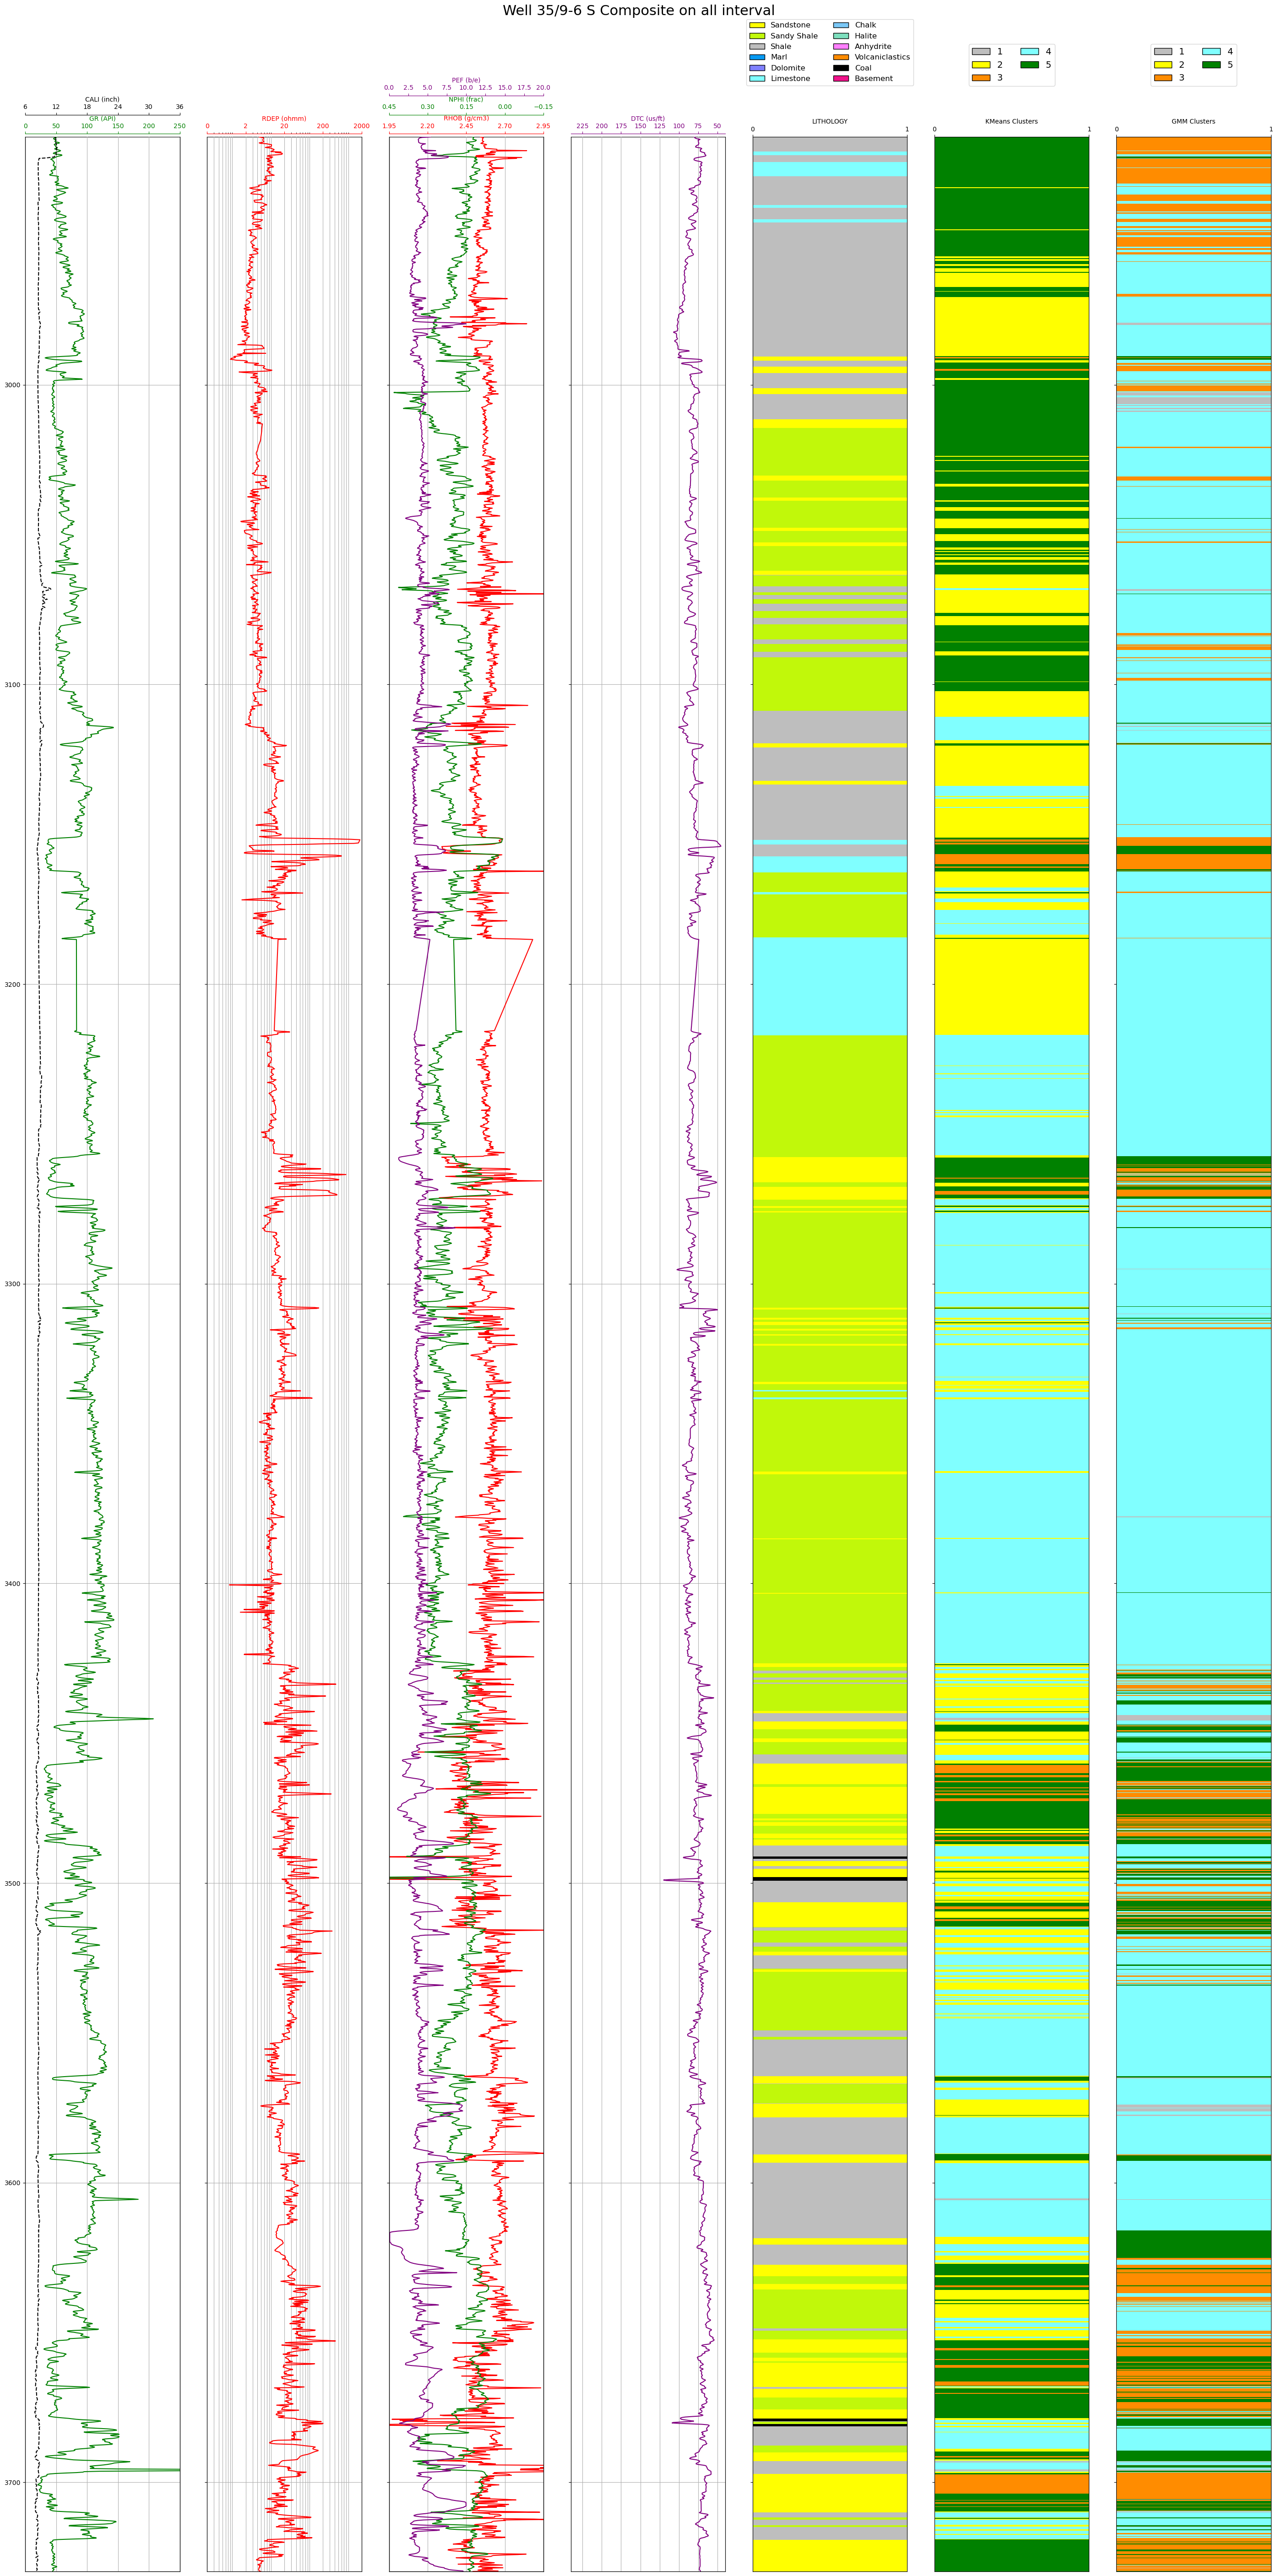 Well 35/9-6 S Composite on all interval
Sandstone Chalk
Sandy Shale Halite
Shale Anhydrite
Marl Volcaniclastics
Dolomite Coal
Limestone Basement
1 4
2 5
3
1 4
2 5
3
CALI (inch)
6 12 18 24 30 36
GR (API)
0 50 100 150 200 250
RDEP (ohmm)
0 2 20 200 2000
PEF (b/e)
0.0 2.5 5.0 7.5 10.0 12.5 15.0 17.5 20.0
NPHI (frac)
0.45 0.30 0.15 0.00 −0.15
RHOB (g/cm3)
1.95 2.20 2.45 2.70 2.95
DTC (us/ft)
225 200 175 150 125 100 75 50
LITHOLOGY
0 1
KMeans Clusters
0 1
GMM Clusters
0 1
3000
3100
3200
3300
3400
3500
3600
3700